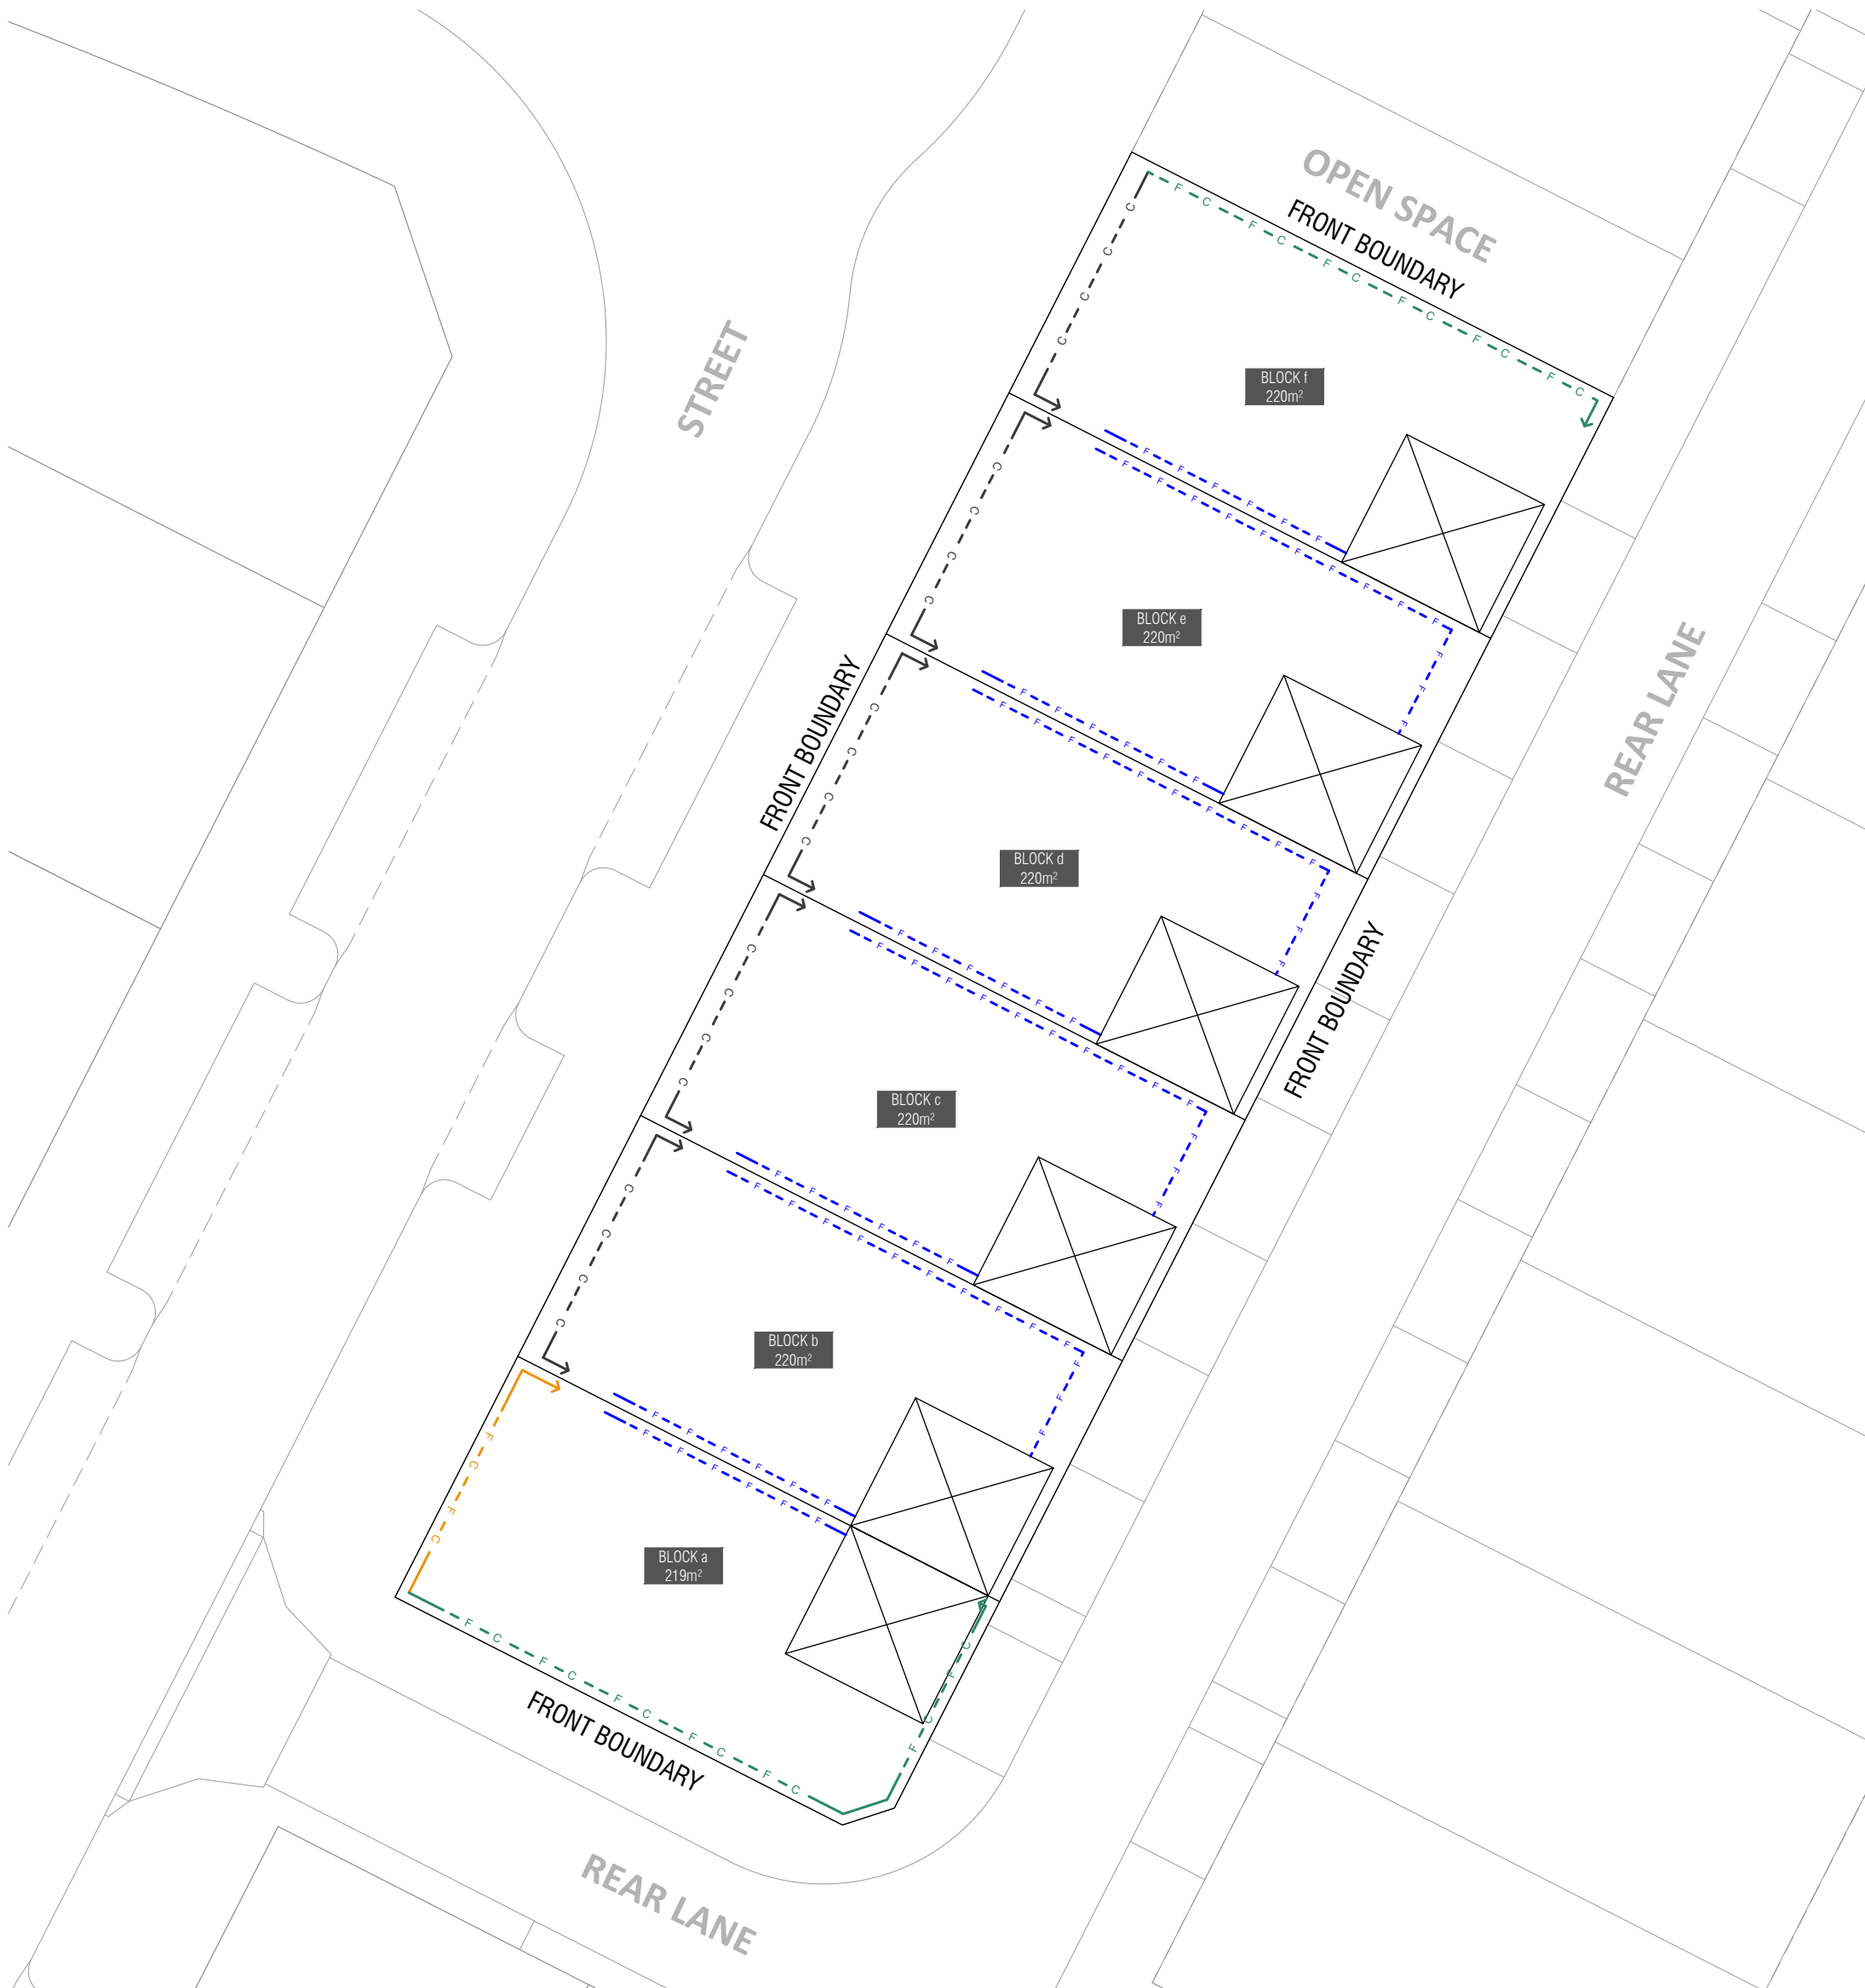 OPEN SPACE
FRONT BOUNDARY
STREET
BLOCK f
220m²
BLOCK e
220m²
REAR LANE
FRONT BOUNDARY
BLOCK d
220m²
FRONT BOUNDARY
BLOCK c
220m²
BLOCK b
220m²
BLOCK a
219m²
FRONT BOUNDARY
REAR LANE
F C F C F C F C F C F C
C C C C
C C C C
C C C C
C C C C
C C C C
F C F C
F C F C F C F C F C
F C F C
F F F F F F
F F F F F F F F F F
F F F
F F F F F F
F F F F F F F F F
F F F
F F F F F F
F F F F F F F F F F
F F F
F F F F F F
F F F F F F F F F F
F F F
F F F F F F
F F F F F F